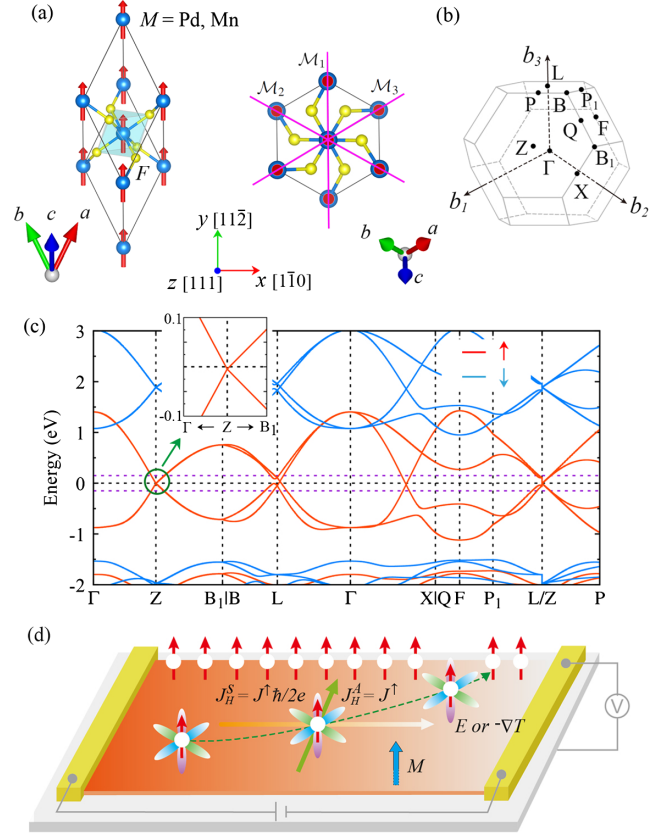 (a)
M = Pd, Mn
F
b c a
ℳ₁
ℳ₂
ℳ₃
y [112̄]
z [111]
x [11̄0]
b a
c
(b)
b₃
L
P B P₁
Q F
Z B₁
Γ
X
b₁
b₂
(c)
Energy (eV)
3
2
1
0
-1
-2
0.1
-0.1
Γ ← Z → B₁
↑
↓
Γ Z B₁|B L Γ X|Q F P₁ L/Z P
(d)
J_H^S = J^↑ℏ/2e
J_H^A = J^↑
E or -∇T
M
V